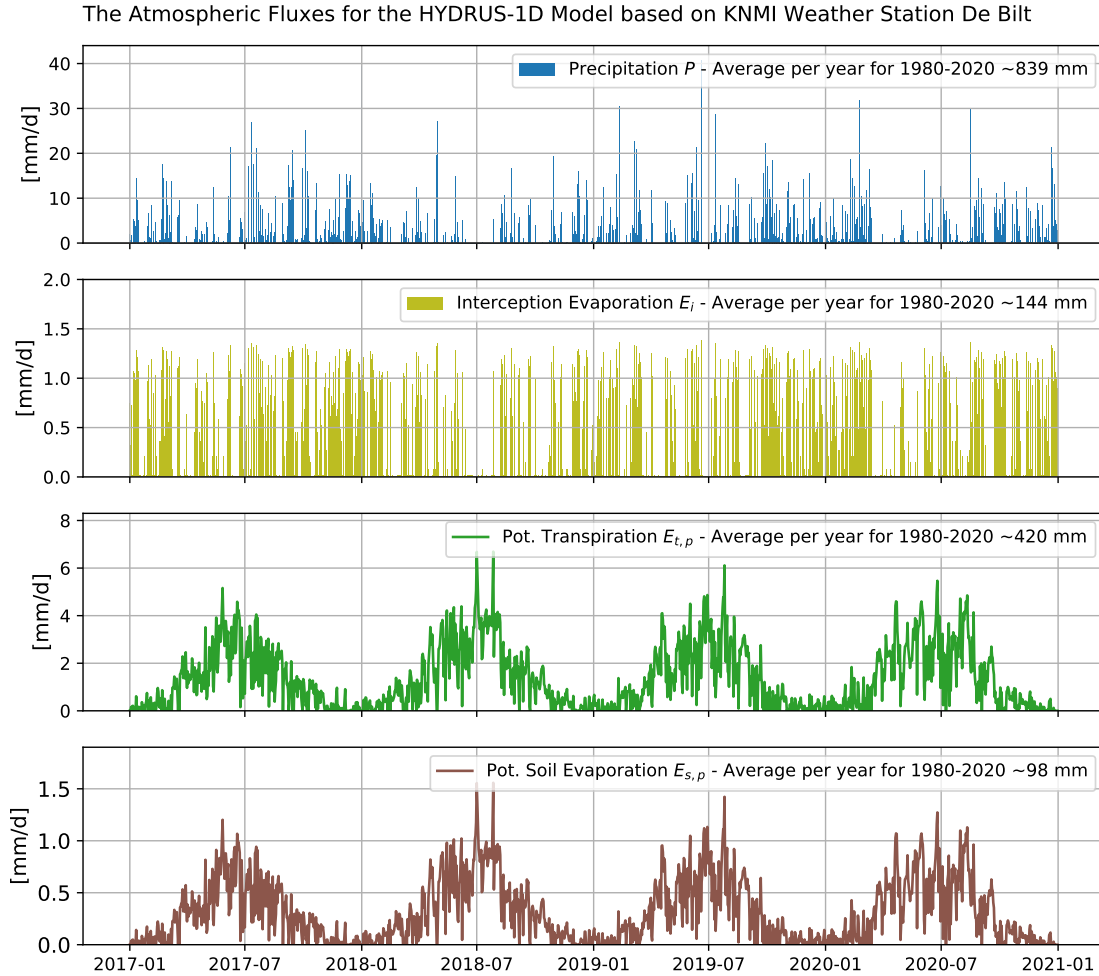 The Atmospheric Fluxes for the HYDRUS-1D Model based on KNMI Weather Station De Bilt
Precipitation P - Average per year for 1980-2020 ~839 mm
[mm/d]
40
30
20
10
0
Interception Evaporation E_i - Average per year for 1980-2020 ~144 mm
[mm/d]
2.0
1.5
1.0
0.5
0.0
Pot. Transpiration E_t,p - Average per year for 1980-2020 ~420 mm
[mm/d]
8
6
4
2
0
Pot. Soil Evaporation E_s,p - Average per year for 1980-2020 ~98 mm
[mm/d]
1.5
1.0
0.5
0.0
2017-01 2017-07 2018-01 2018-07 2019-01 2019-07 2020-01 2020-07 2021-01